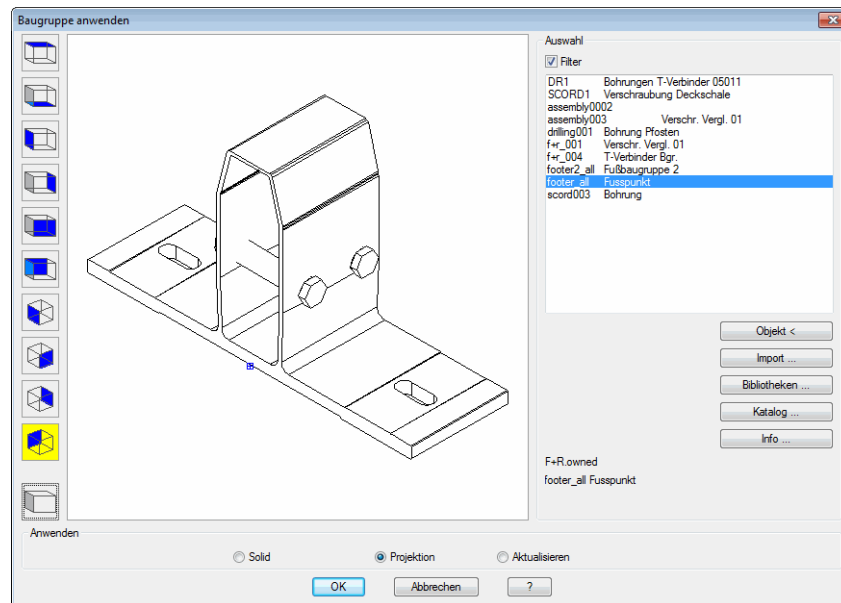 Baugruppe anwenden
Auswahl
Filter
DR1 Bohrungen T-Verbinder 05011
SCORD1 Verschraubung Deckschale
assembly0002
assembly003 Verschr. Vergl. 01
drilling001 Bohrung Pfosten
f+r_001 Verschr. Vergl. 01
f+r_004 T-Verbinder Bgr.
footer2_all Fußbaugruppe 2
footer_all Fusspunkt
scord003 Bohrung
Objekt <
Import ...
Bibliotheken ...
Katalog ...
Info ...
F+R.owned
footer_all Fusspunkt
Anwenden
Solid Projektion Aktualisieren
OK Abbrechen ?